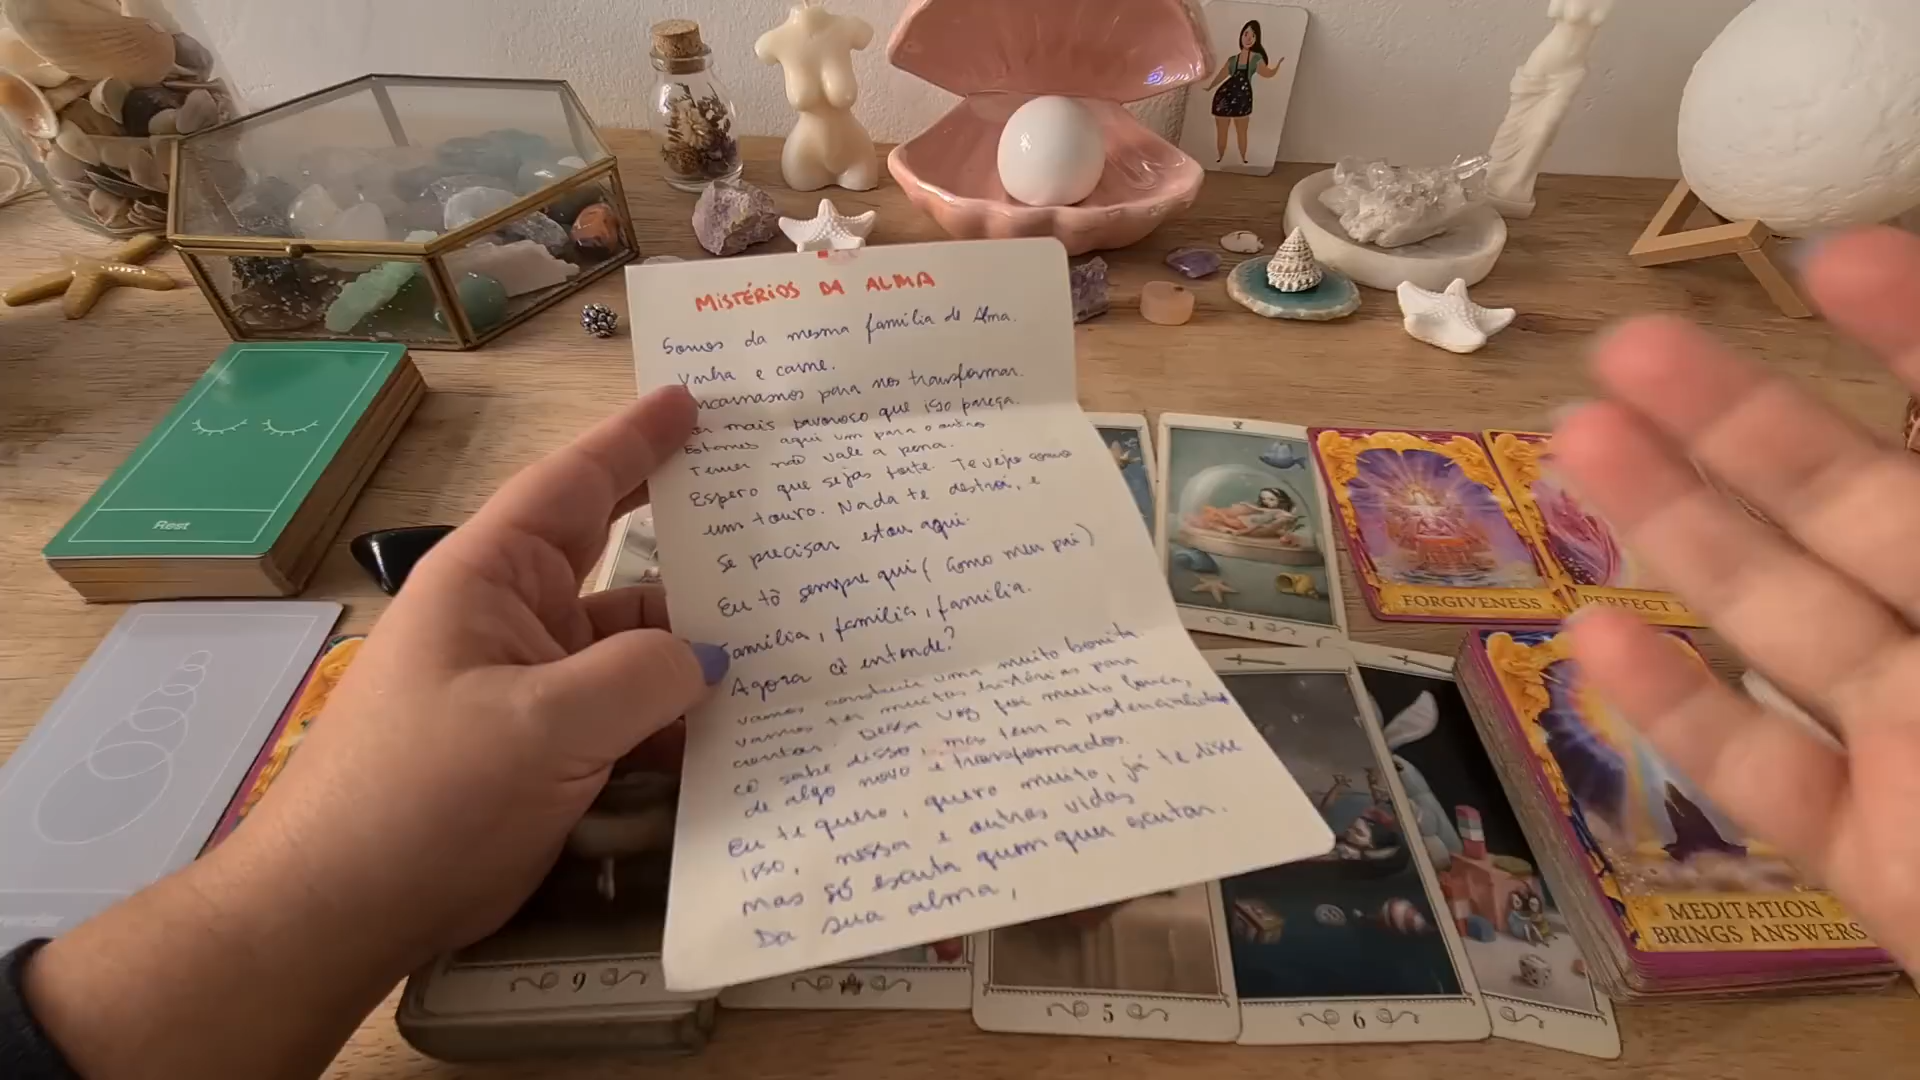 MISTÉRIOS DA ALMA
Somos da mesma família de Alma.
Unha e carne.
Encarnamos para nos transformar.
mais pavoroso que isso pareça.
Estamos aqui um para o outro
Temer não vale a pena.
Espero que sejas forte. Te vejo como
um touro. Nada te destrói, e
se precisar estou aqui.
Eu tô sempre qui (como meu pai)
Família, família, família.
Agora cê entende?
vamos construir uma muito bonita
vamos ter muitas histórias para
contar. Dessa vez foi muito louca,
cê sabe disso, mas tem a potencialidade
de algo novo e transformados.
Eu te quero, quero muito, já te disse
isso, nessa e outras vidas
mas só escuta quem quer escutar.
Da sua alma,
Rest
FORGIVENESS
PERFECT
MEDITATION
BRINGS ANSWERS
9
5
6